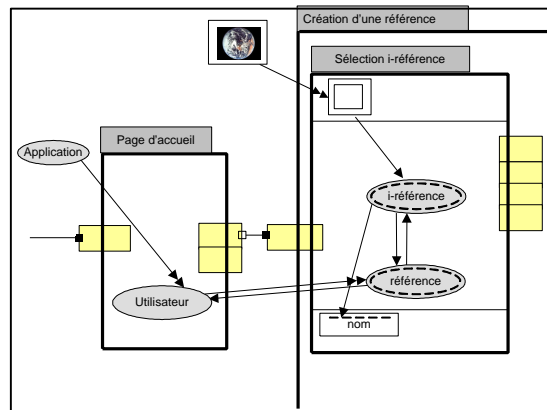 Création d'une référence
Sélection i-référence
Page d'accueil
Application
i-référence
référence
Utilisateur
nom